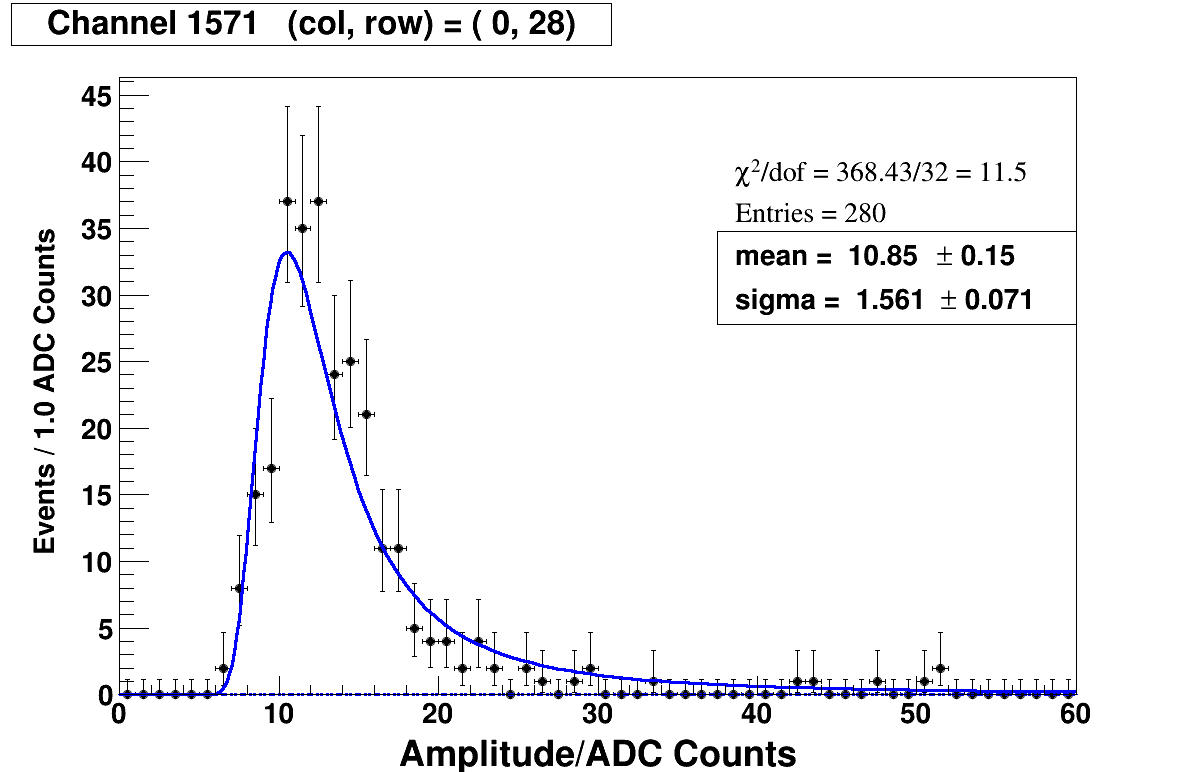 Channel 1571 (col, row) = ( 0, 28)
χ²/dof = 368.43/32 = 11.5
Entries = 280
mean = 10.85 ± 0.15
sigma = 1.561 ± 0.071
Events / 1.0 ADC Counts
45
40
35
30
25
20
15
10
5
0
0 10 20 30 40 50 60
Amplitude/ADC Counts